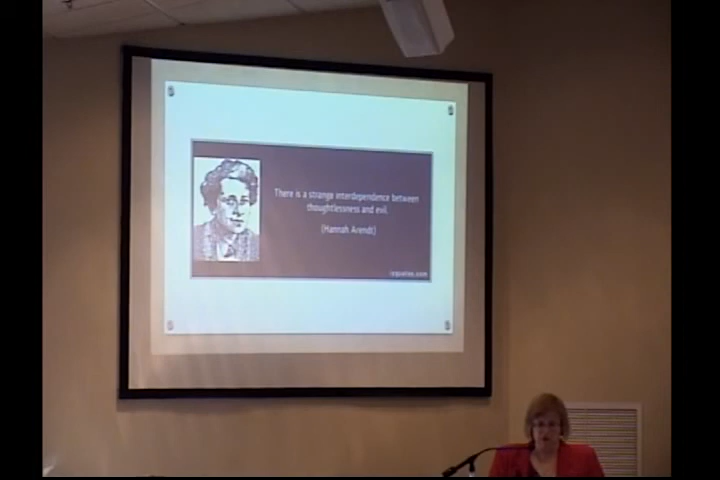 There is a strange interdependence between
thoughtlessness and evil.
(Hannah Arendt)
izquotes.com